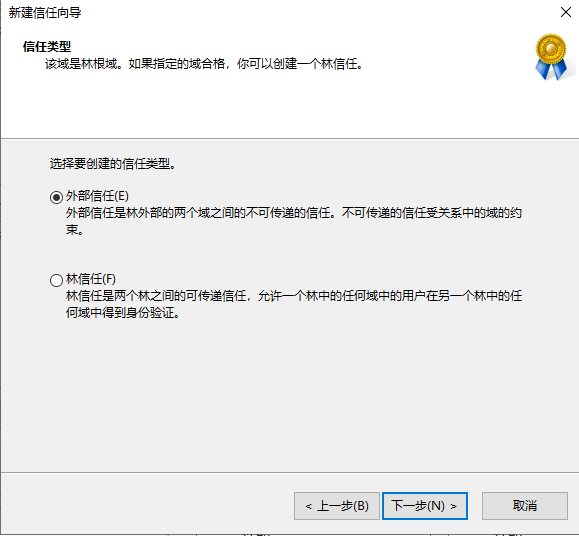 新建信任向导
信任类型
该域是林根域。如果指定的域合格，你可以创建一个林信任。
选择要创建的信任类型。
外部信任(E)
外部信任是林外部的两个域之间的不可传递的信任。不可传递的信任受关系中的域的约
束。
林信任(F)
林信任是两个林之间的可传递信任，允许一个林中的任何域中的用户在另一个林中的任
何域中得到身份验证。
< 上一步(B)
下一步(N) >
取消